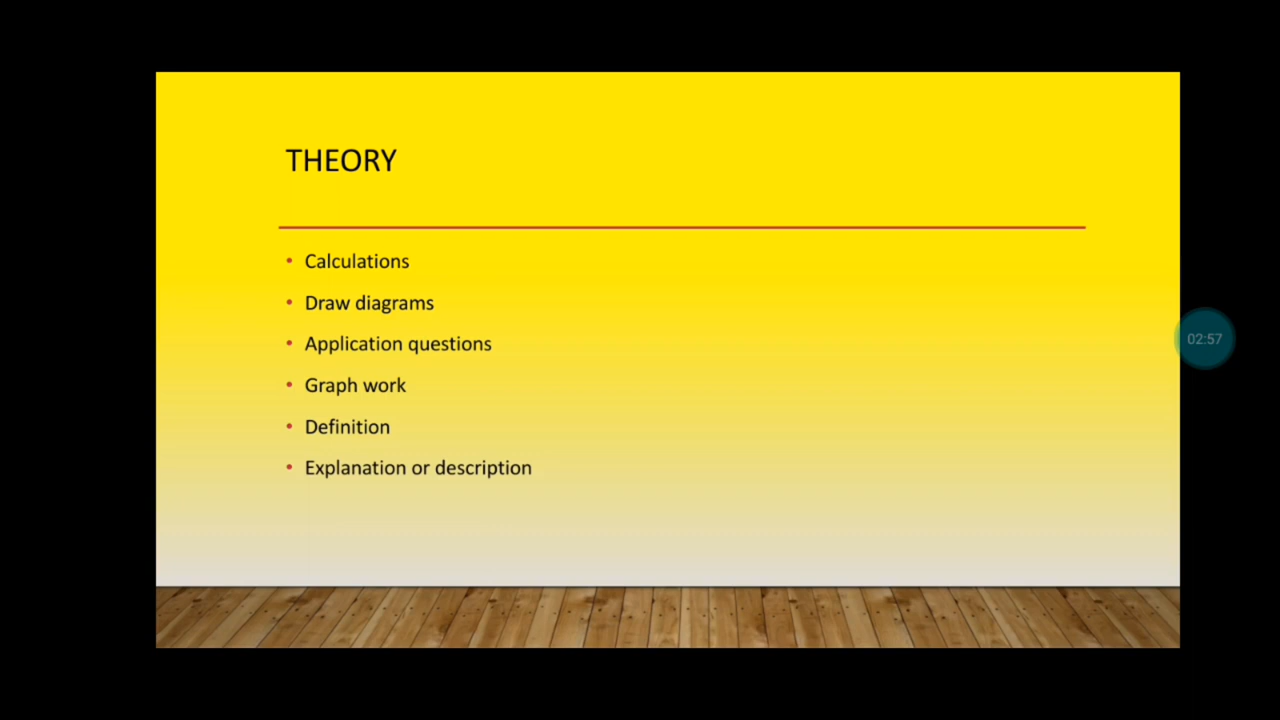 THEORY
• Calculations
• Draw diagrams
• Application questions
• Graph work
• Definition
• Explanation or description
02:57